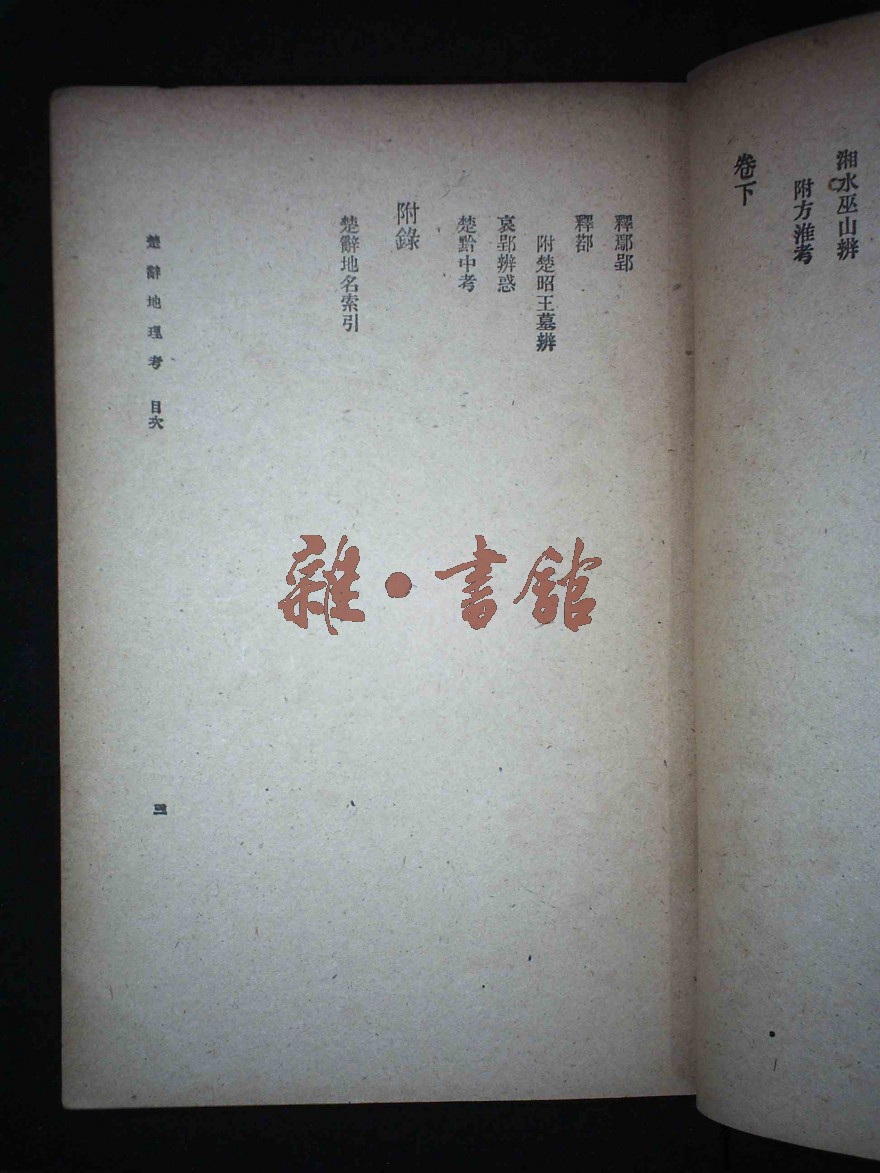 湘水巫山辨
附方淮考
卷下
釋鄢郢
釋鄀
附楚昭王墓辨
哀郢辨惑
楚黔中考
附錄
楚辭地名索引
楚辭地理考 目次
三
雜·書館